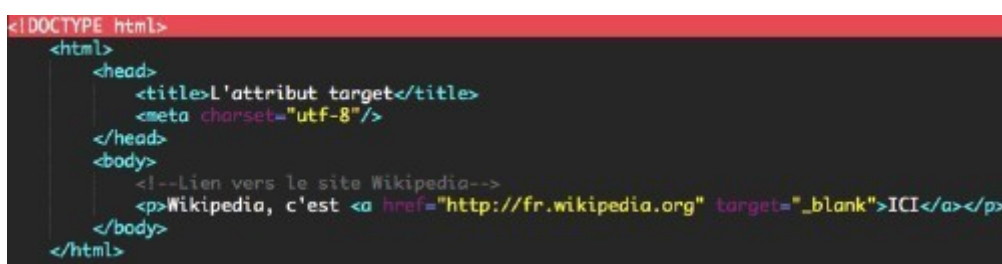 <!DOCTYPE html>
<html>
<head>
<title>L'attribut target</title>
<meta charset="utf-8"/>
</head>
<body>
<!--Lien vers le site Wikipedia-->
<p>Wikipedia, c'est <a href="http://fr.wikipedia.org" target="_blank">ICI</a></p>
</body>
</html>